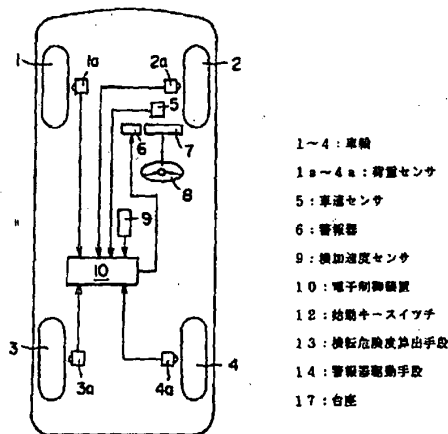 1
1a
2a
2
5
6
7
8
9
10
3
3a
4a
4
1~4:車輪
1a~4a:荷重センサ
5:車速センサ
6:警報器
9:横加速度センサ
10:電子制御装置
12:始動キースイツチ
13:横転危険度算出手段
14:警報器駆動手段
17:台座